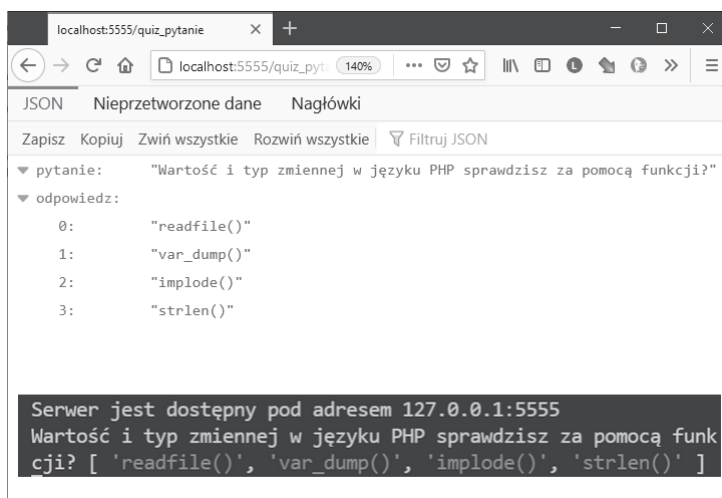 localhost:5555/quiz_pytanie
localhost:5555/quiz_pyt 140%
JSON Nieprzetworzone dane Nagłówki
Zapisz Kopiuj Zwiń wszystkie Rozwiń wszystkie Filtruj JSON
pytanie: "Wartość i typ zmiennej w języku PHP sprawdzisz za pomocą funkcji?"
odpowiedz:
0: "readfile()"
1: "var_dump()"
2: "implode()"
3: "strlen()"
Serwer jest dostępny pod adresem 127.0.0.1:5555
Wartość i typ zmiennej w języku PHP sprawdzisz za pomocą funk
cji? [ 'readfile()', 'var_dump()', 'implode()', 'strlen()' ]